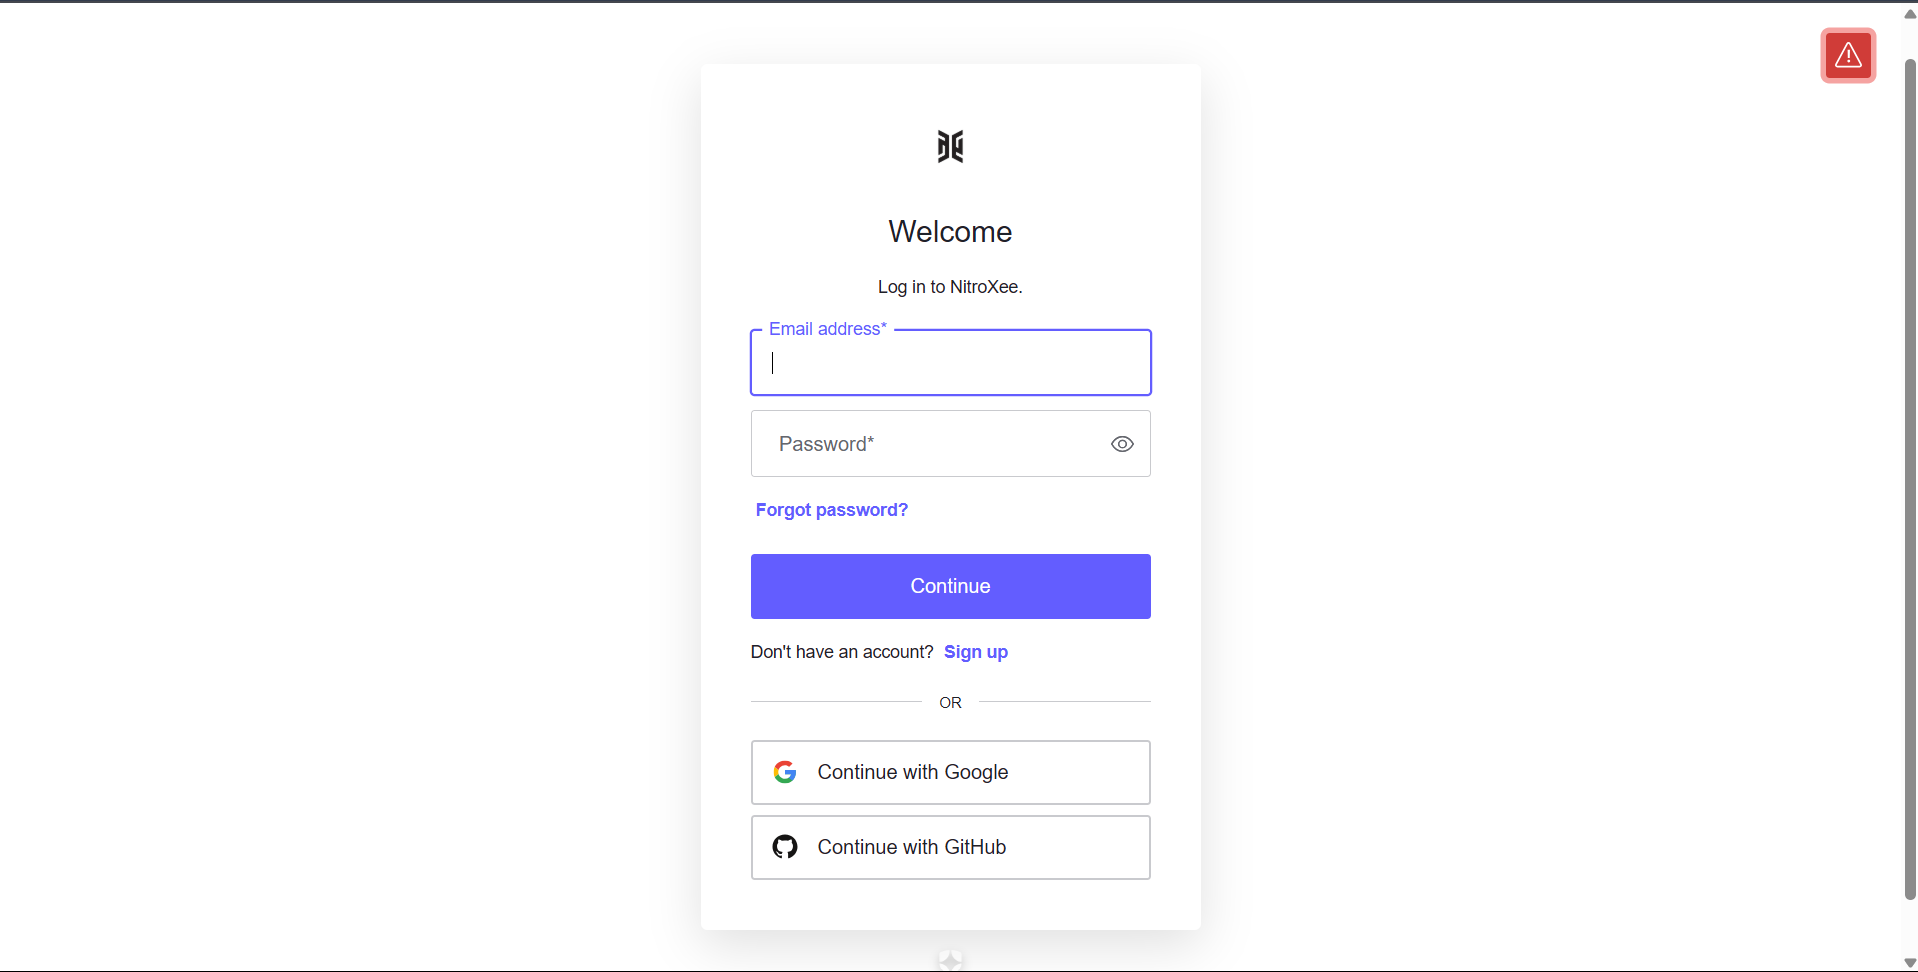 Welcome
Log in to NitroXee.
Email address*
Password*
Forgot password?
Continue
Don't have an account? Sign up
OR
Continue with Google
Continue with GitHub